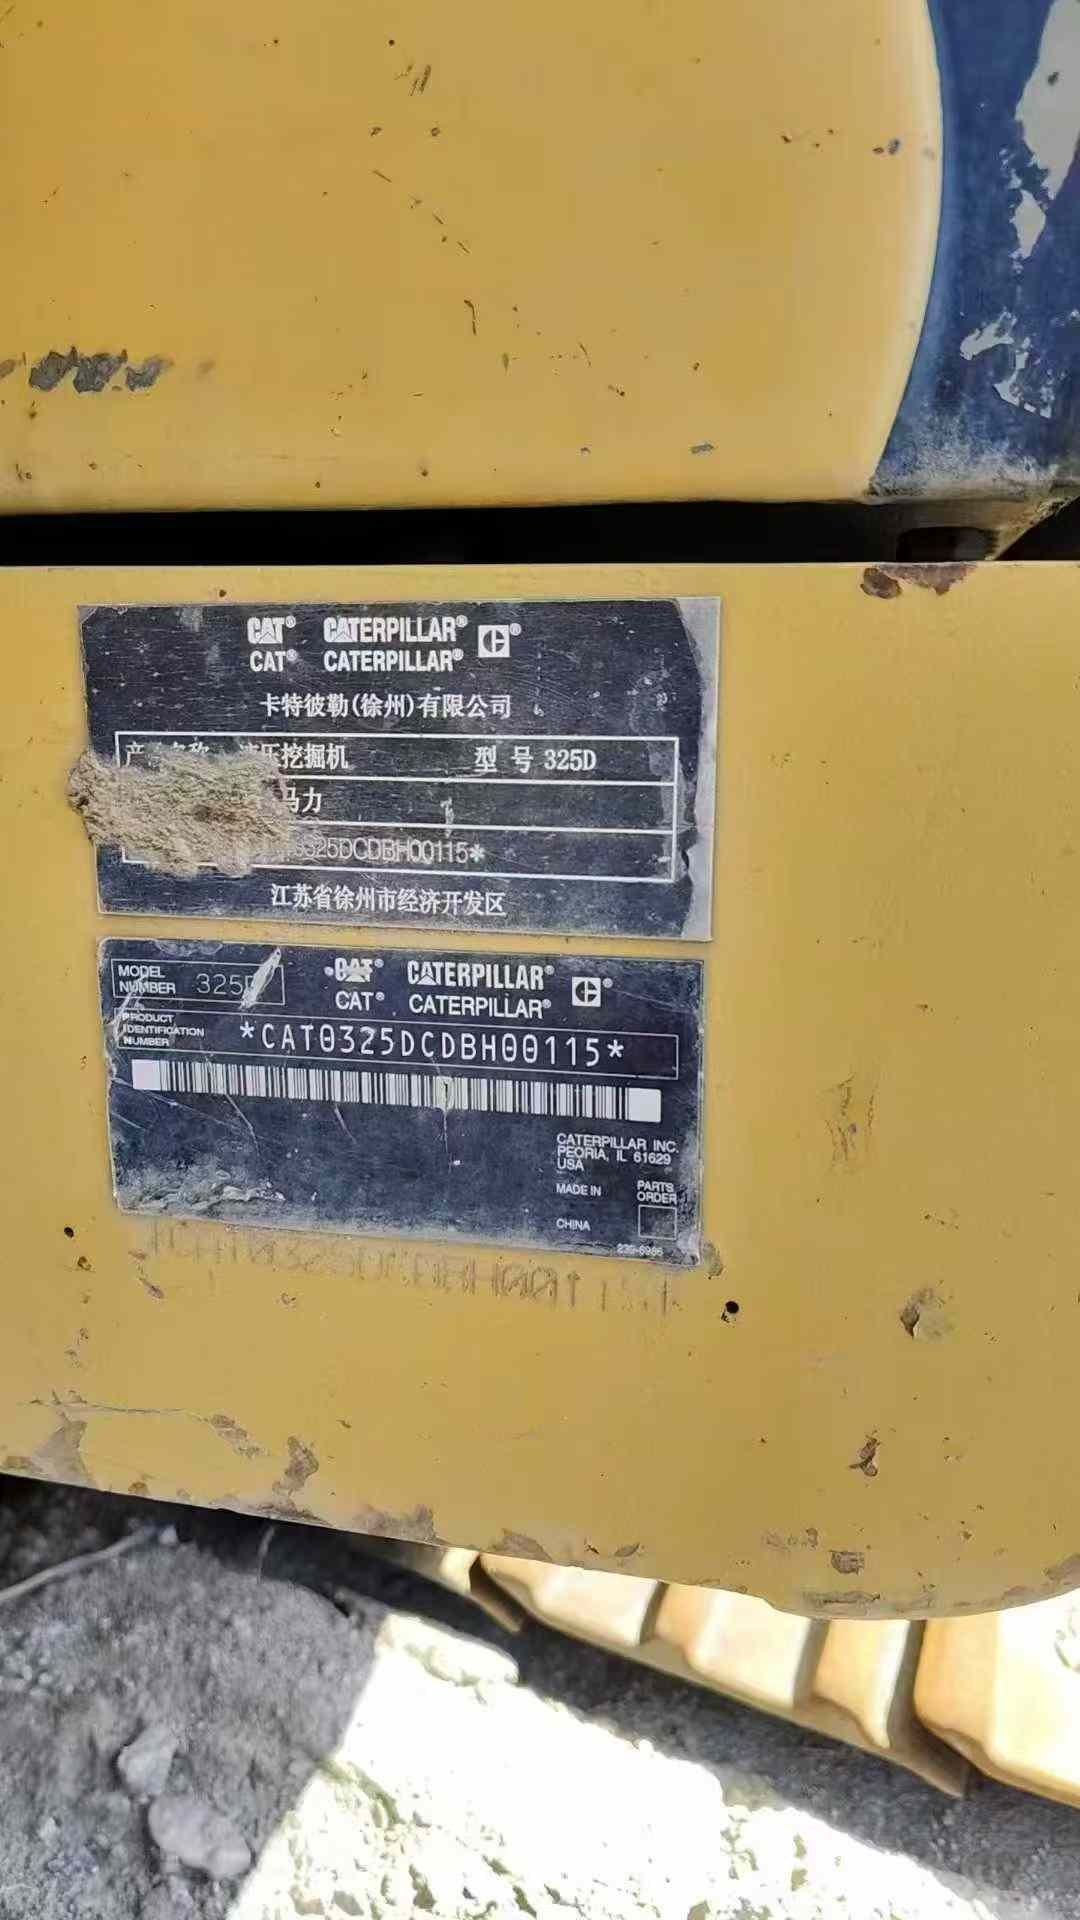 CAT® CATERPILLAR® ®
CAT® CATERPILLAR®
卡特彼勒(徐州)有限公司
压挖掘机 型 号 325D
马力
325DCDBH00115*
江苏省徐州市经济开发区
CAT® CATERPILLAR® ®
MODEL NUMBER 325D
CAT® CATERPILLAR®
PRODUCT IDENTIFICATION NUMBER *CAT0325DCDBH00115*
CATERPILLAR INC.
PEORIA, IL 61629
USA
MADE IN PARTS ORDER
CHINA